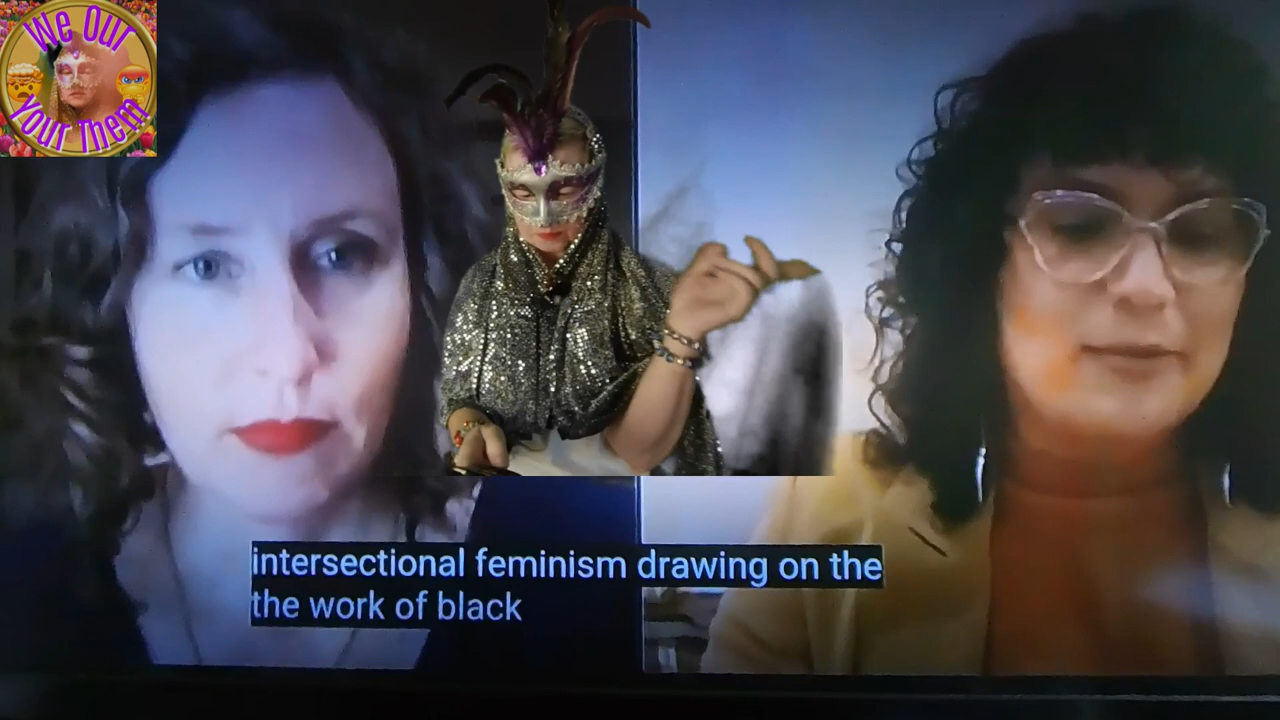 We Our
Your Them
intersectional feminism drawing on the
the work of black